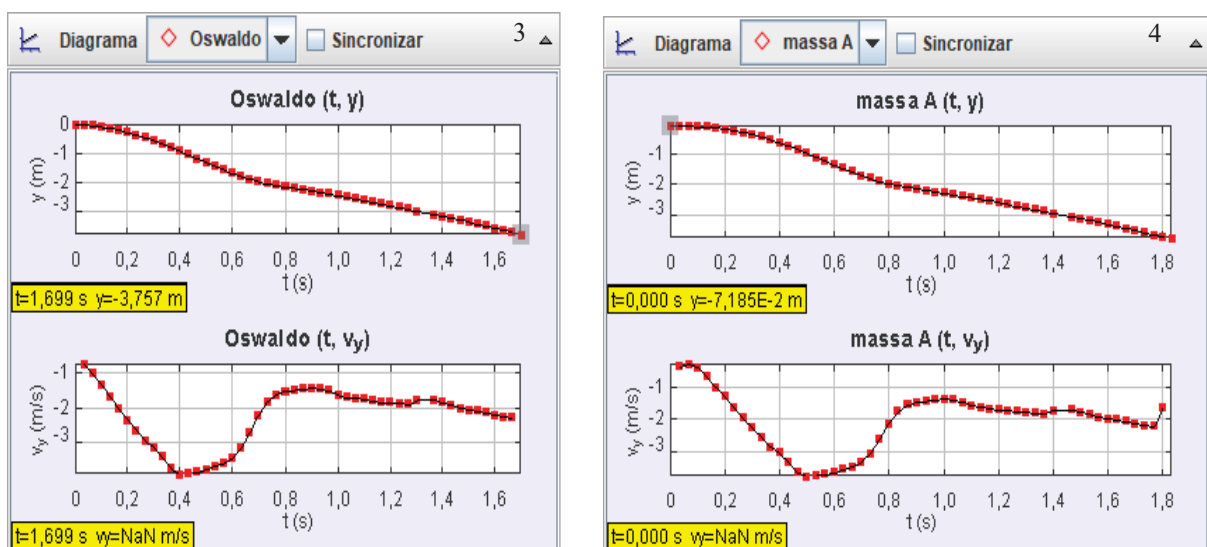 Diagrama Oswaldo Sincronizar 3
Oswaldo (t, y)
0
-1
-2
-3
y (m)
0 0,2 0,4 0,6 0,8 1,0 1,2 1,4 1,6
t (s)
t=1,699 s y=-3,757 m
Oswaldo (t, vy)
-1
-2
-3
vy (m/s)
0 0,2 0,4 0,6 0,8 1,0 1,2 1,4 1,6
t (s)
t=1,699 s vy=NaN m/s
Diagrama massa A Sincronizar 4
massa A (t, y)
-1
-2
-3
y (m)
0 0,2 0,4 0,6 0,8 1,0 1,2 1,4 1,6 1,8
t (s)
t=0,000 s y=-7,185E-2 m
massa A (t, vy)
-1
-2
-3
vy (m/s)
0 0,2 0,4 0,6 0,8 1,0 1,2 1,4 1,6 1,8
t (s)
t=0,000 s vy=NaN m/s